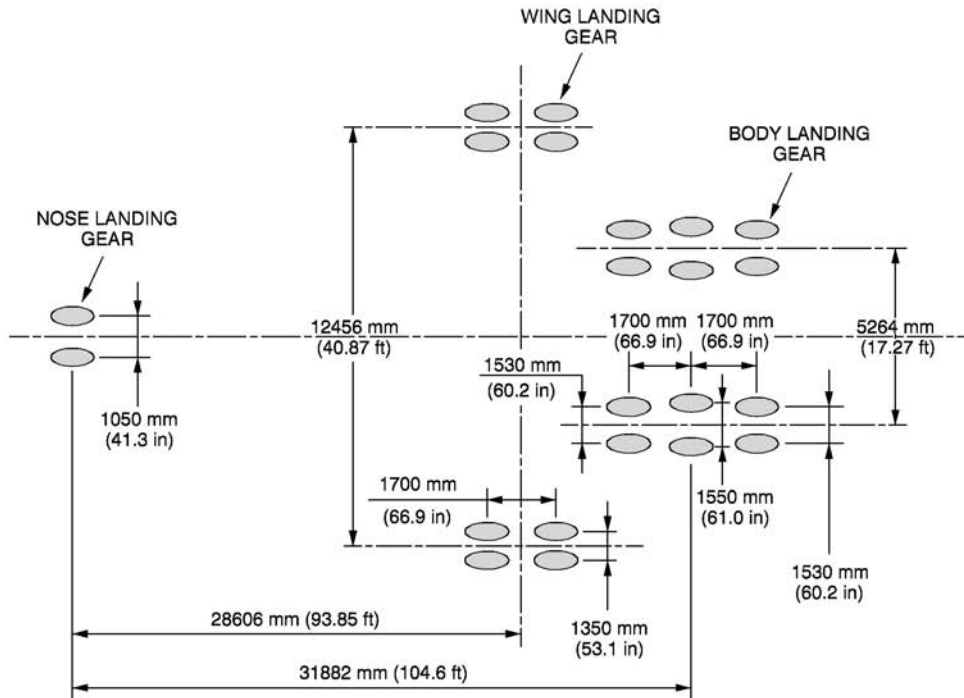 WING LANDING
GEAR
BODY LANDING
GEAR
NOSE LANDING
GEAR
12456 mm
(40.87 ft)
1700 mm
(66.9 in)
1700 mm
(66.9 in)
5264 mm
(17.27 ft)
1530 mm
(60.2 in)
1050 mm
(41.3 in)
1700 mm
(66.9 in)
1550 mm
(61.0 in)
1530 mm
(60.2 in)
28606 mm (93.85 ft)
1350 mm
(53.1 in)
31882 mm (104.6 ft)